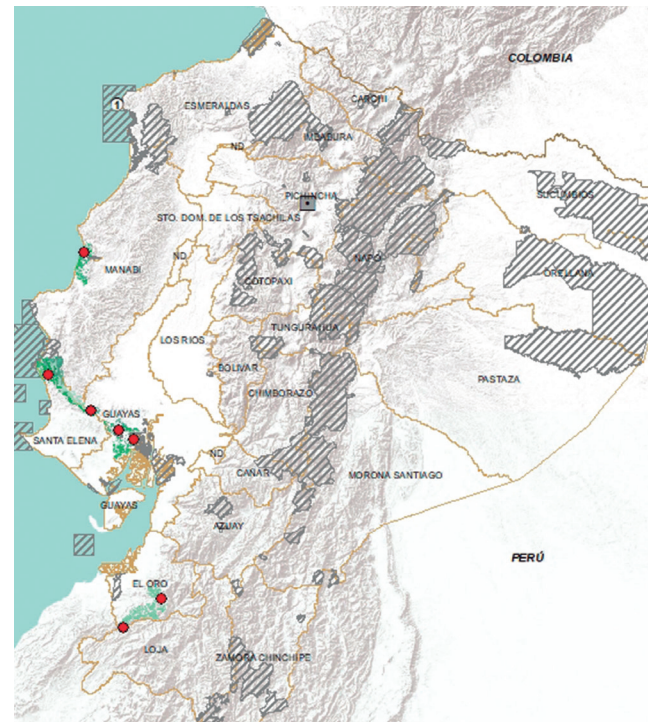 COLOMBIA
CARCHI
1
ESMERALDAS
IMBABURA
ND
PICHINCHA
SUCUMBIOS
STO. DOM. DE LOS TSACHILAS
ND
NAPO
MANABI
ORELLANA
COTOPAXI
TUNGURAHUA
LOS RIOS
BOLIVAR
PASTAZA
CHIMBORAZO
GUAYAS
SANTA ELENA
ND
CAÑAR
MORONA SANTIAGO
GUAYAS
AZUAY
PERÚ
EL ORO
LOJA
ZAMORA CHINCHIPE